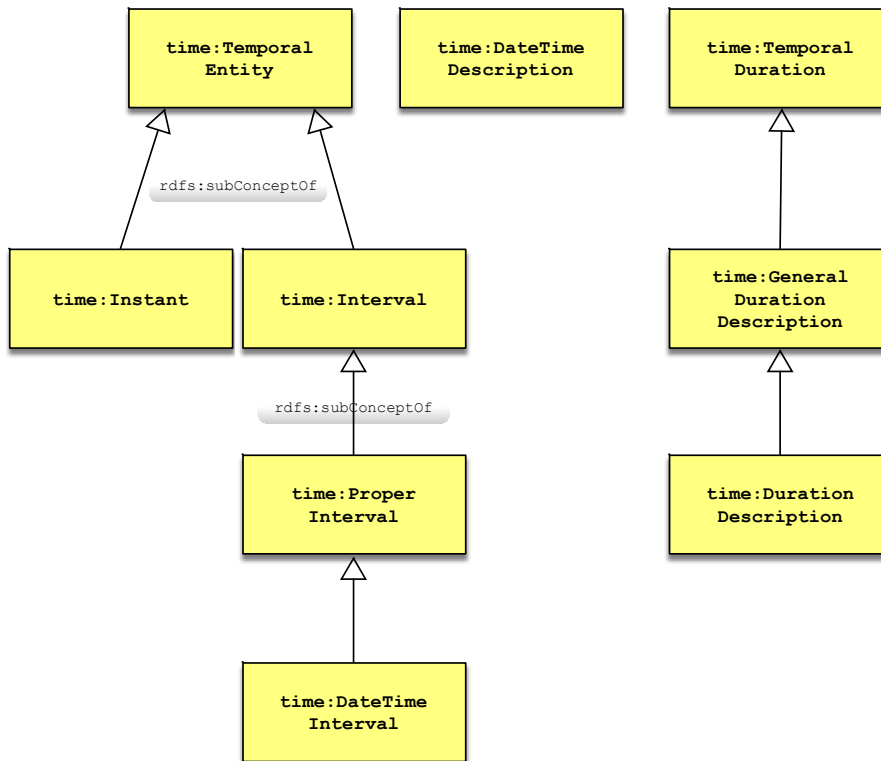 time:Temporal
Entity
time:DateTime
Description
time:Temporal
Duration
rdfs:subConceptOf
time:Instant
time:Interval
time:General
Duration
Description
rdfs:subConceptOf
time:Proper
Interval
time:Duration
Description
time:DateTime
Interval